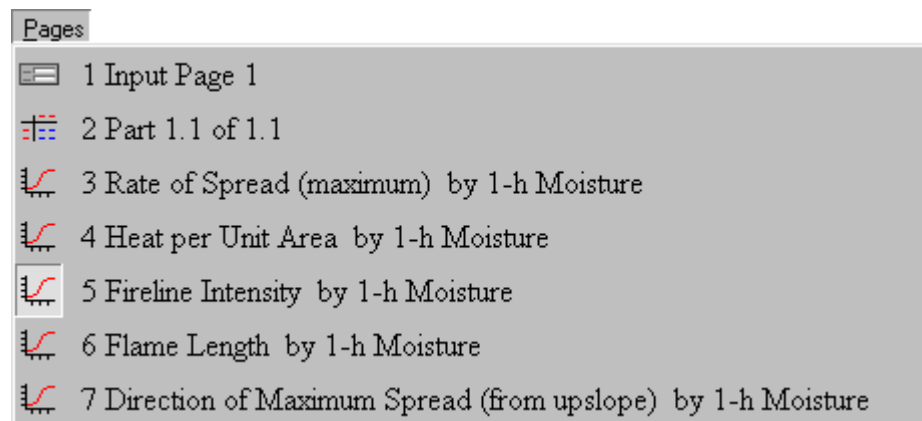 Pages
1 Input Page 1
2 Part 1.1 of 1.1
3 Rate of Spread (maximum) by 1-h Moisture
4 Heat per Unit Area by 1-h Moisture
5 Fireline Intensity by 1-h Moisture
6 Flame Length by 1-h Moisture
7 Direction of Maximum Spread (from upslope) by 1-h Moisture